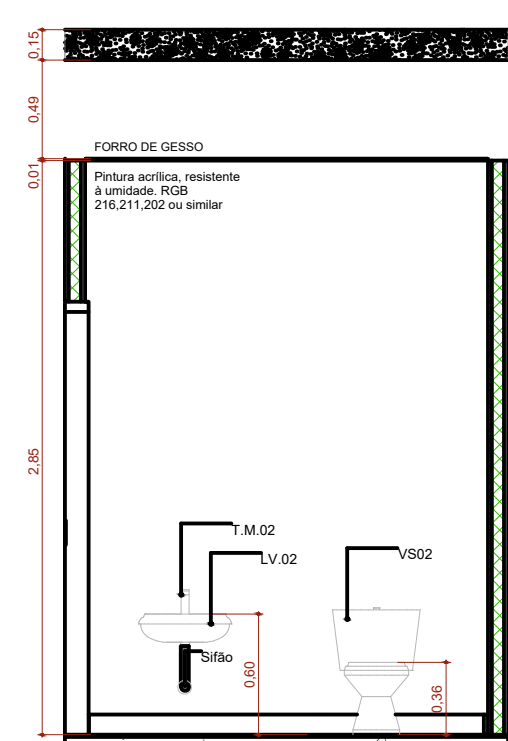 0,15
0,49
FORRO DE GESSO
0,01
Pintura acrílica, resistente
à umidade. RGB
216,211,202 ou similar
2,85
T.M.02
LV.02
VS02
Sifão
0,60
0,36